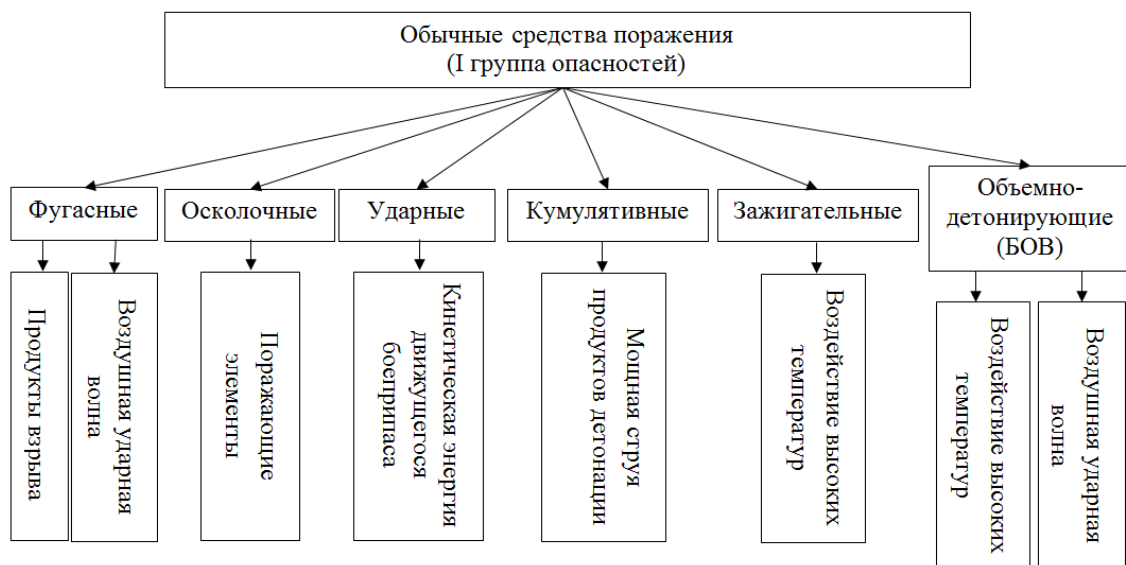 Обычные средства поражения
(I группа опасностей)
Фугасные
Осколочные
Ударные
Кумулятивные
Зажигательные
Объемно-
детонирующие
(БОВ)
Продукты взрыва
Воздушная ударная
волна
Поражающие
элементы
Кинетическая энергия
движущегося
боеприпаса
Мощная струя
продуктов детонации
Воздействие высоких
температур
Воздействие высоких
температур
Воздушная ударная
волна